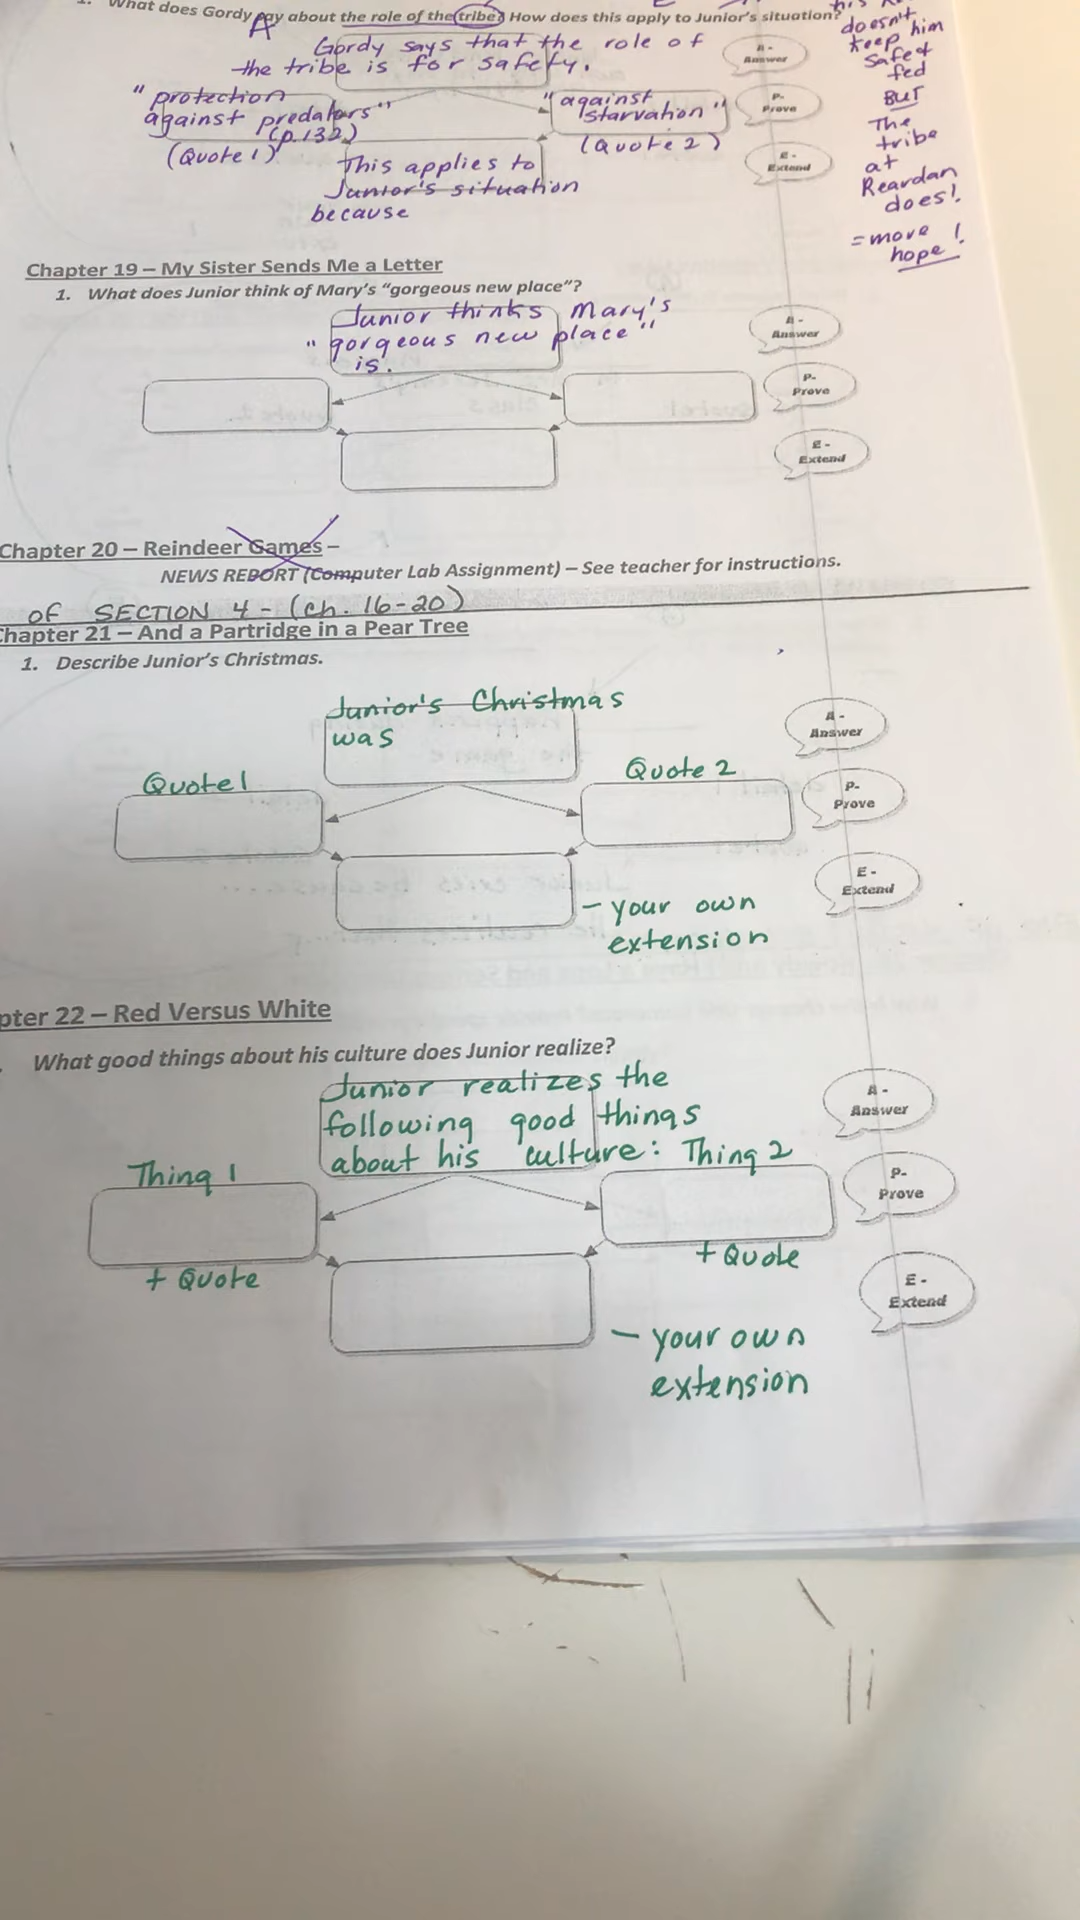 What does Gordy say about the role of the tribe? How does this apply to Junior's situation?
A
Gordy says that the role of
the tribe is for safety.
"protection
against predators"
(p.132)
(Quote 1)
"against
starvation"
(Quote 2)
This applies to
Junior's situation
because
A -
Answer
P-
Prove
E -
Extend
doesn't
keep him
safe +
fed
BUT
The
tribe
at
Reardan
does!
= move !
hope
Chapter 19 – My Sister Sends Me a Letter
1. What does Junior think of Mary's "gorgeous new place"?
Junior thinks Mary's
"gorgeous new place"
is.
A -
Answer
P-
Prove
E -
Extend
Chapter 20 – Reindeer Games –
NEWS REPORT (Computer Lab Assignment) – See teacher for instructions.
OF SECTION 4 - (Ch. 16-20)
Chapter 21 – And a Partridge in a Pear Tree
1. Describe Junior's Christmas.
Junior's Christmas
was
Quote 1
Quote 2
A -
Answer
P-
Prove
E -
Extend
- your own
extension
pter 22 – Red Versus White
What good things about his culture does Junior realize?
Junior realizes the
following good things
about his culture:
Thing 1
Thing 2
+ Quote
+ Quote
A -
Answer
P-
Prove
E -
Extend
- your own
extension